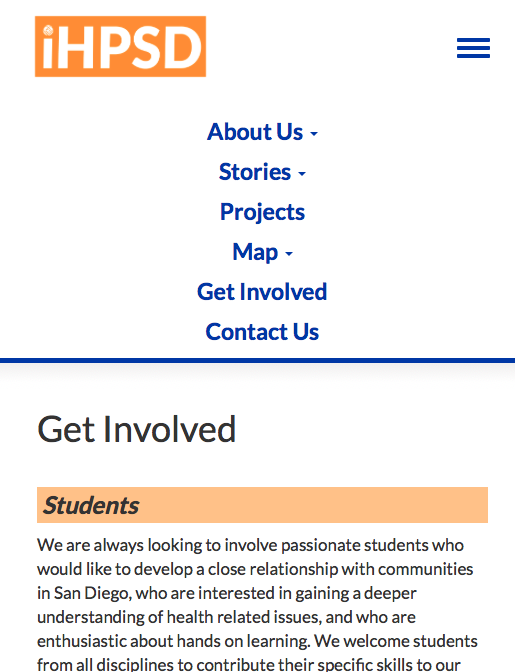 iHPSD
About Us
Stories
Projects
Map
Get Involved
Contact Us
Get Involved
Students
We are always looking to involve passionate students who
would like to develop a close relationship with communities
in San Diego, who are interested in gaining a deeper
understanding of health related issues, and who are
enthusiastic about hands on learning. We welcome students
from all disciplines to contribute their specific skills to our